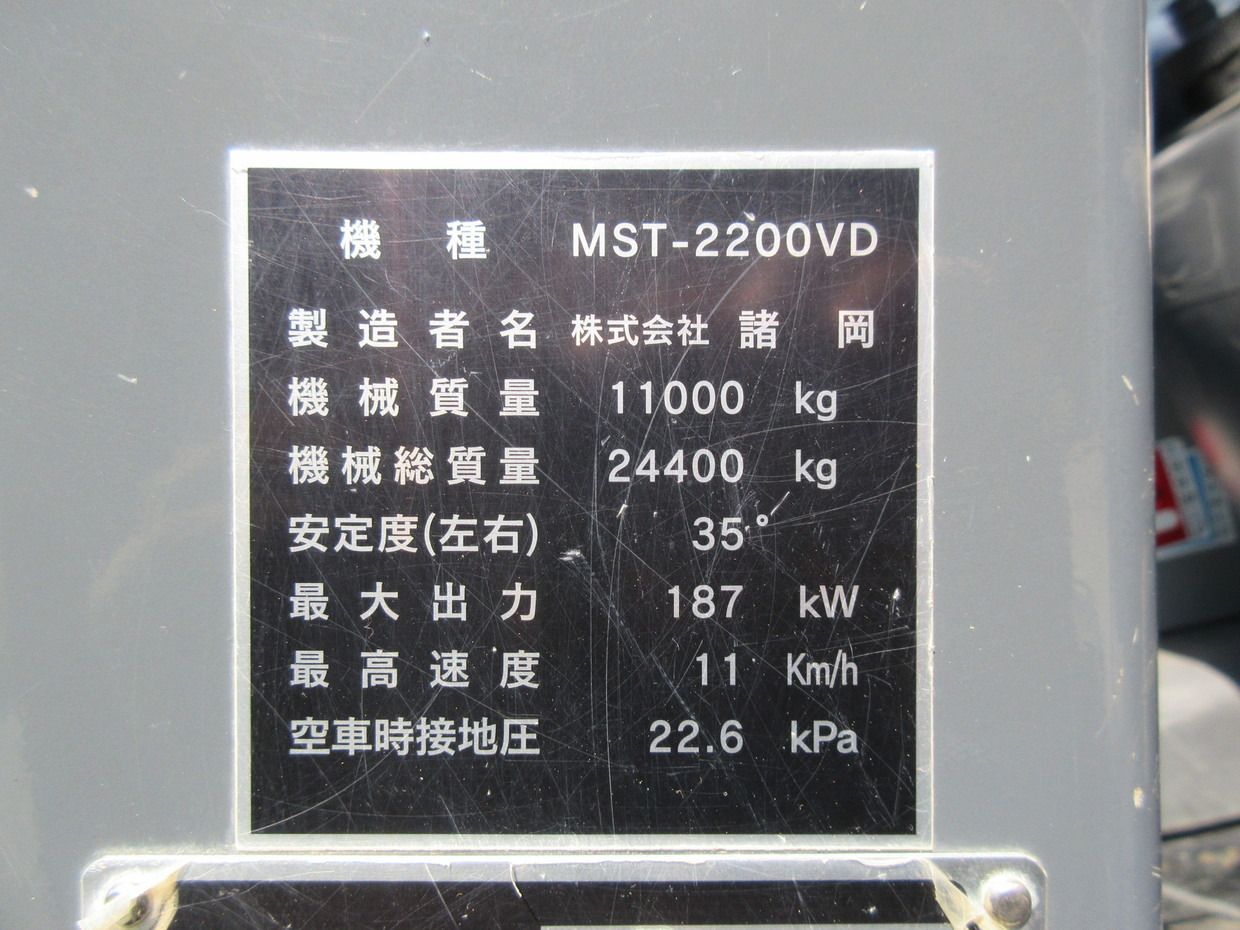 機種 MST-2200VD
製造者名 株式会社 諸岡
機械質量 11000 kg
機械総質量 24400 kg
安定度(左右) 35°
最大出力 187 kW
最高速度 11 Km/h
空車時接地圧 22.6 kPa